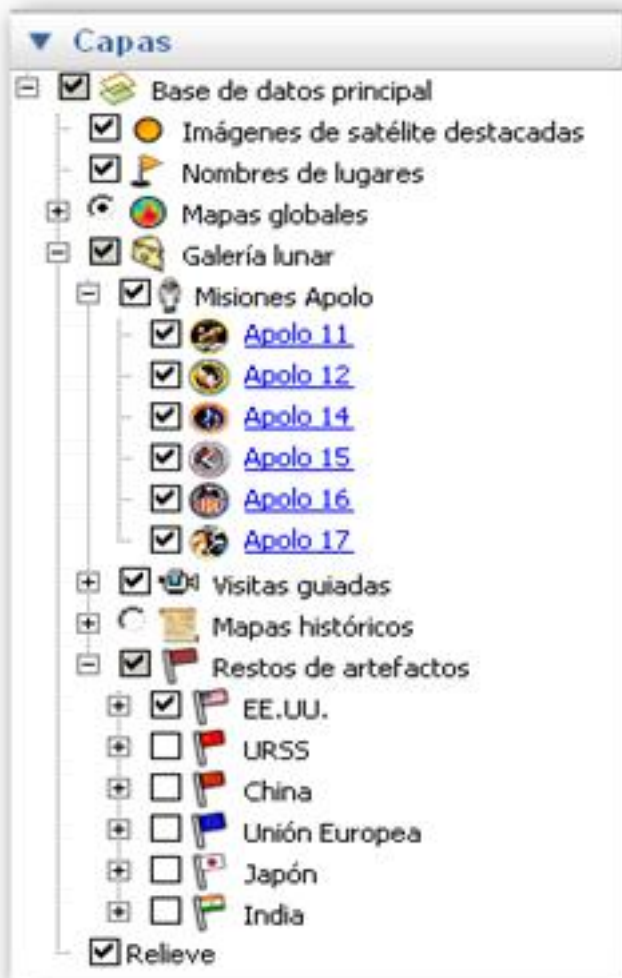 Capas
Base de datos principal
Imágenes de satélite destacadas
Nombres de lugares
Mapas globales
Galería lunar
Misiones Apolo
Apolo 11
Apolo 12
Apolo 14
Apolo 15
Apolo 16
Apolo 17
Visitas guiadas
Mapas históricos
Restos de artefactos
EE.UU.
URSS
China
Unión Europea
Japón
India
Relieve